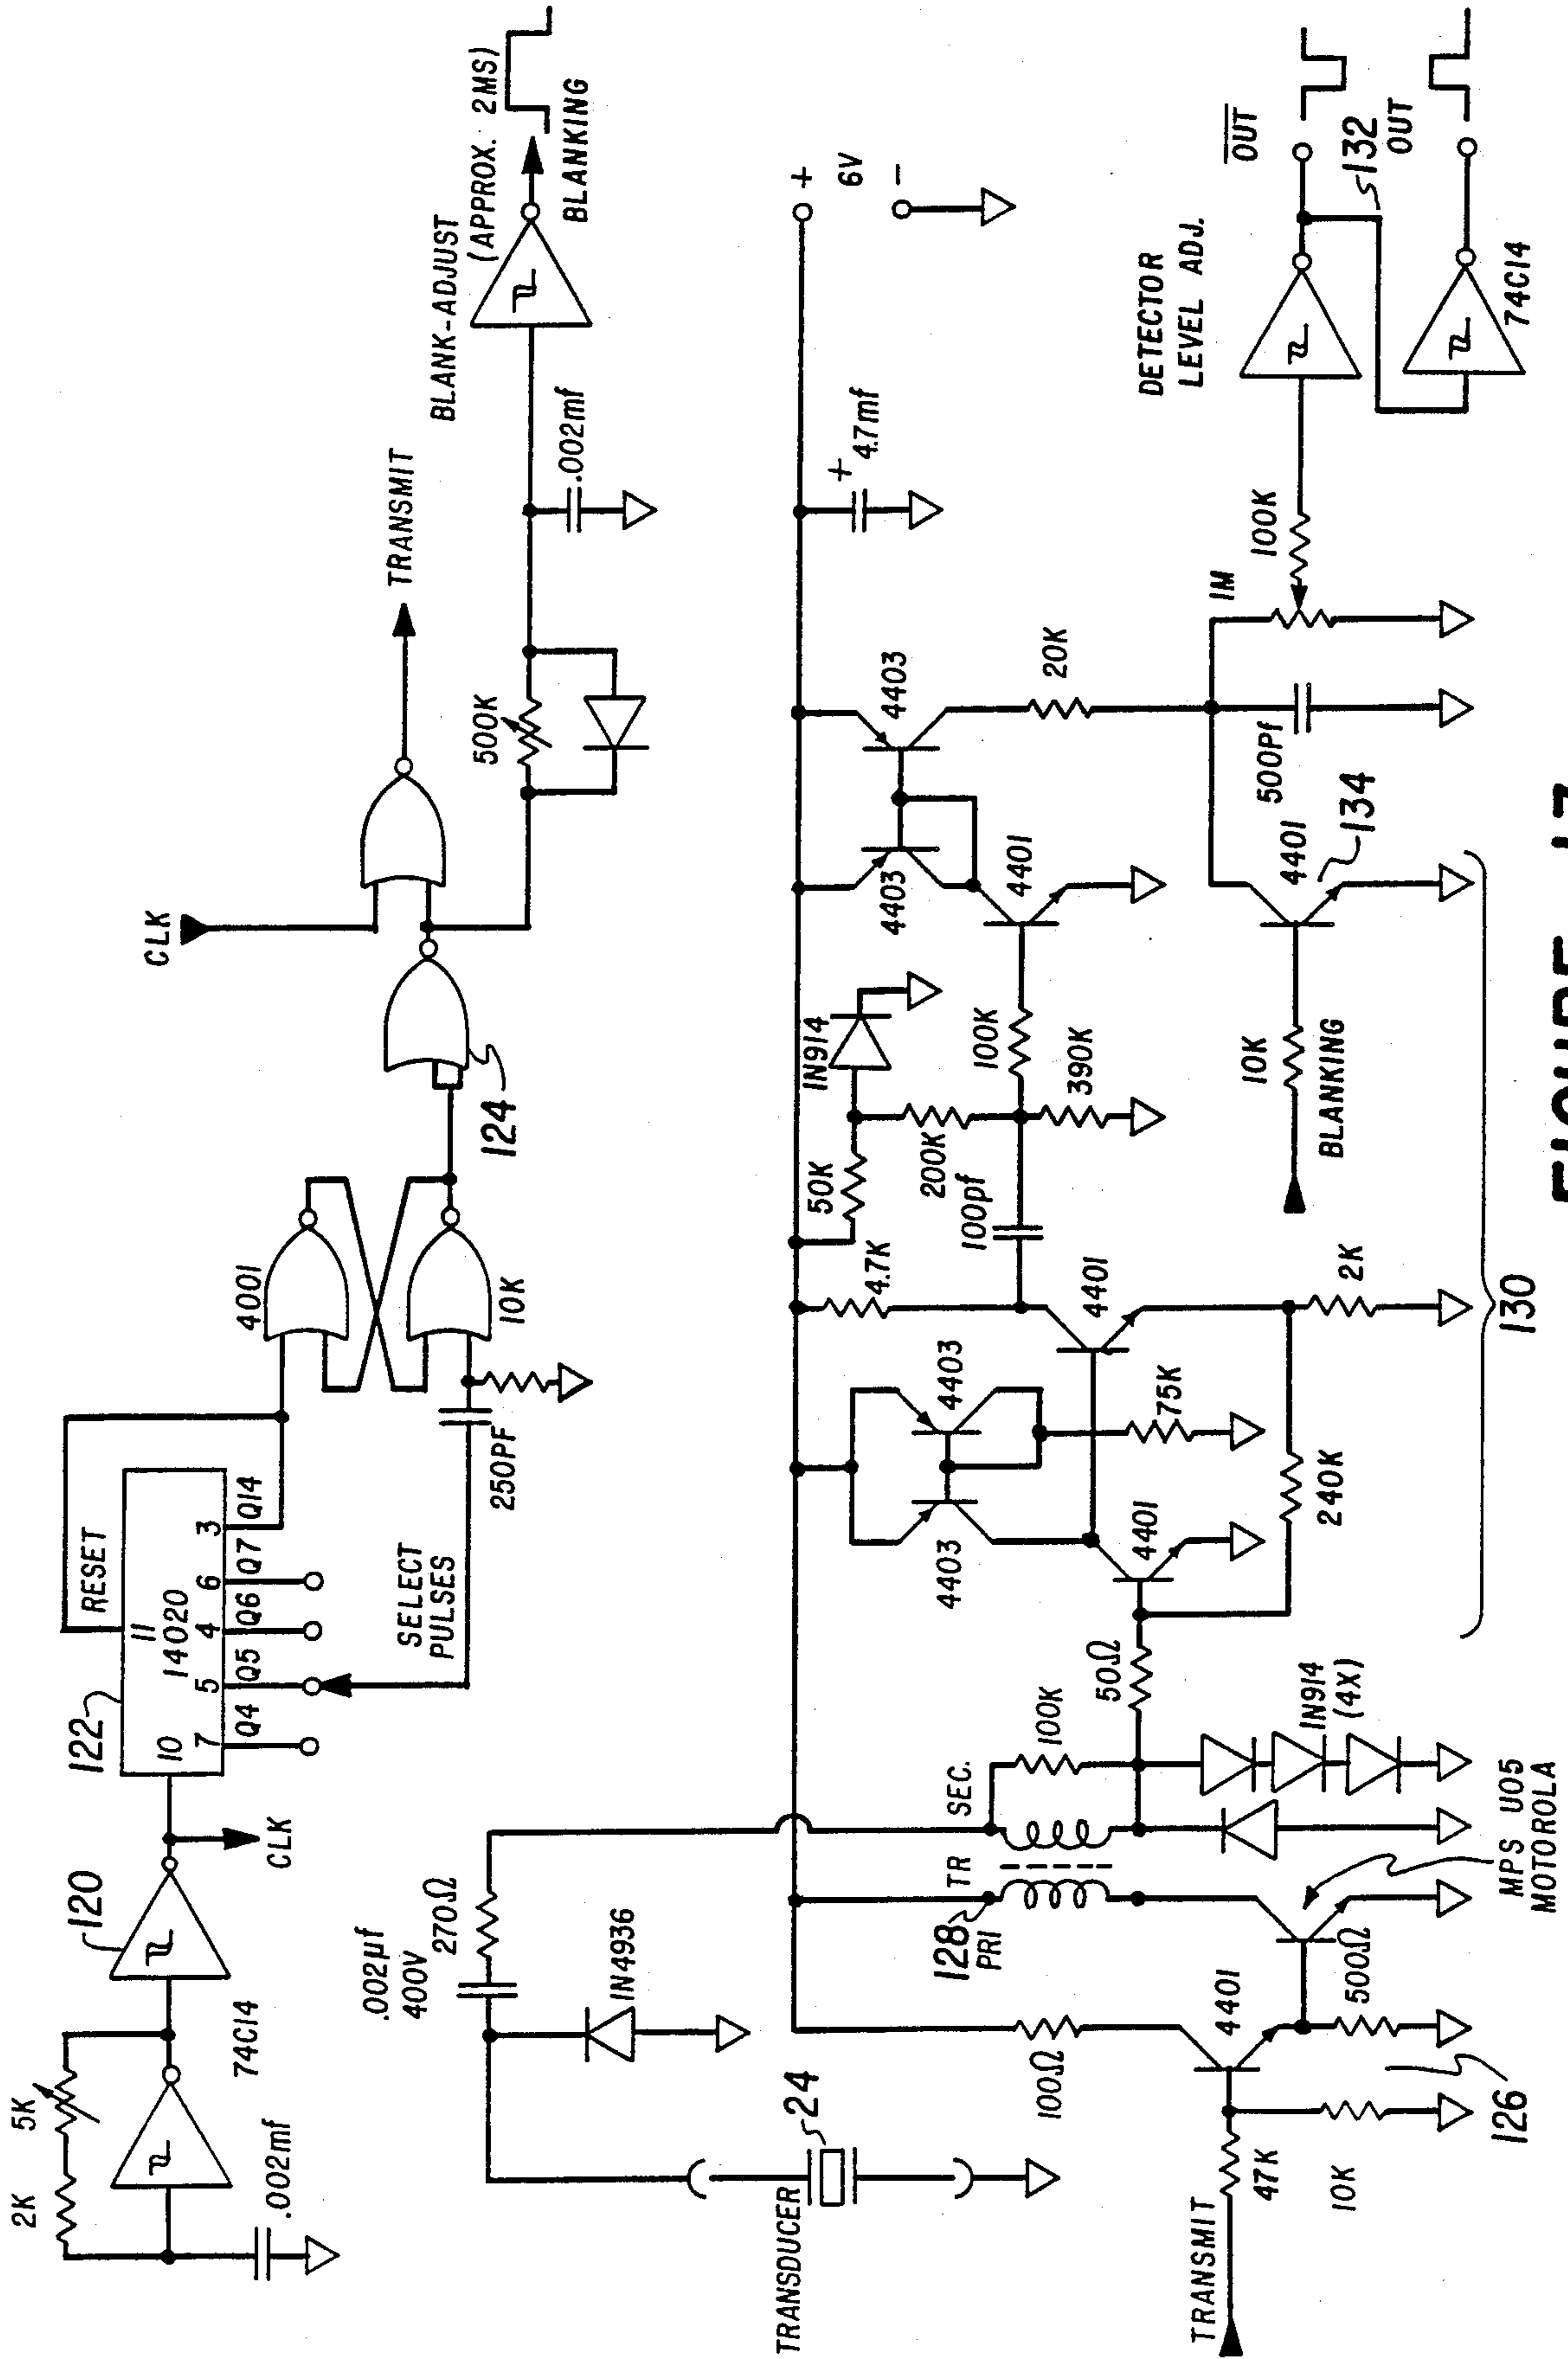 2K
5K
.002mf
74C14
120
CLK
122
RESET
10
11
14020
7
5
4
6
3
Q4
Q5
Q6
Q7
Q14
SELECT
PULSES
250PF
4001
10K
124
CLK
TRANSMIT
500K
.002mf
BLANK-ADJUST
(APPROX. 2MS)
BLANKING
.002µf
400V
270Ω
IN4936
TRANSDUCER
24
TRANSMIT
47K
10K
126
100Ω
4401
500Ω
128
PRI
TR
SEC.
MPS U05
MOTOROLA
100K
50Ω
IN914
(4X)
4403
4403
4401
75K
240K
4401
2K
4.7K
50K
IN914
200K
100pf
100K
390K
4403
4401
4403
20K
BLANKING
10K
4401
134
500Pf
1M
100K
130
4.7mf
+
+
6V
-
DETECTOR
LEVEL ADJ.
OUT
132
OUT
74C14